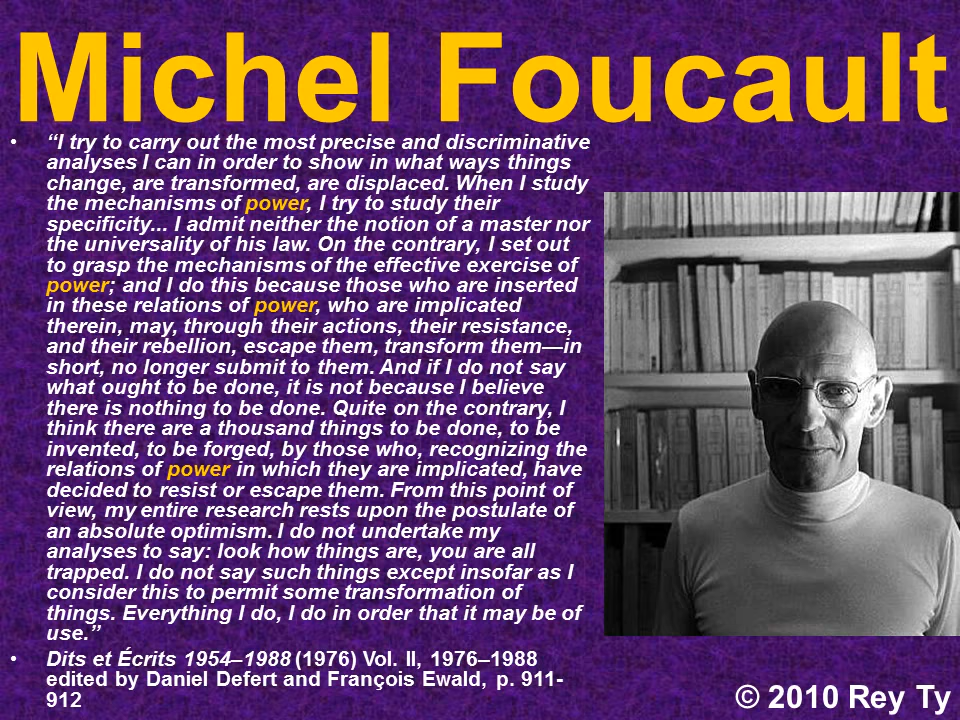 Michel Foucault
• “I try to carry out the most precise and discriminative
analyses I can in order to show in what ways things
change, are transformed, are displaced. When I study
the mechanisms of power, I try to study their
specificity... I admit neither the notion of a master nor
the universality of his law. On the contrary, I set out
to grasp the mechanisms of the effective exercise of
power; and I do this because those who are inserted
in these relations of power, who are implicated
therein, may, through their actions, their resistance,
and their rebellion, escape them, transform them—in
short, no longer submit to them. And if I do not say
what ought to be done, it is not because I believe
there is nothing to be done. Quite on the contrary, I
think there are a thousand things to be done, to be
invented, to be forged, by those who, recognizing the
relations of power in which they are implicated, have
decided to resist or escape them. From this point of
view, my entire research rests upon the postulate of
an absolute optimism. I do not undertake my
analyses to say: look how things are, you are all
trapped. I do not say such things except insofar as I
consider this to permit some transformation of
things. Everything I do, I do in order that it may be of
use.”
• Dits et Écrits 1954–1988 (1976) Vol. II, 1976–1988
edited by Daniel Defert and François Ewald, p. 911-
912
© 2010 Rey Ty